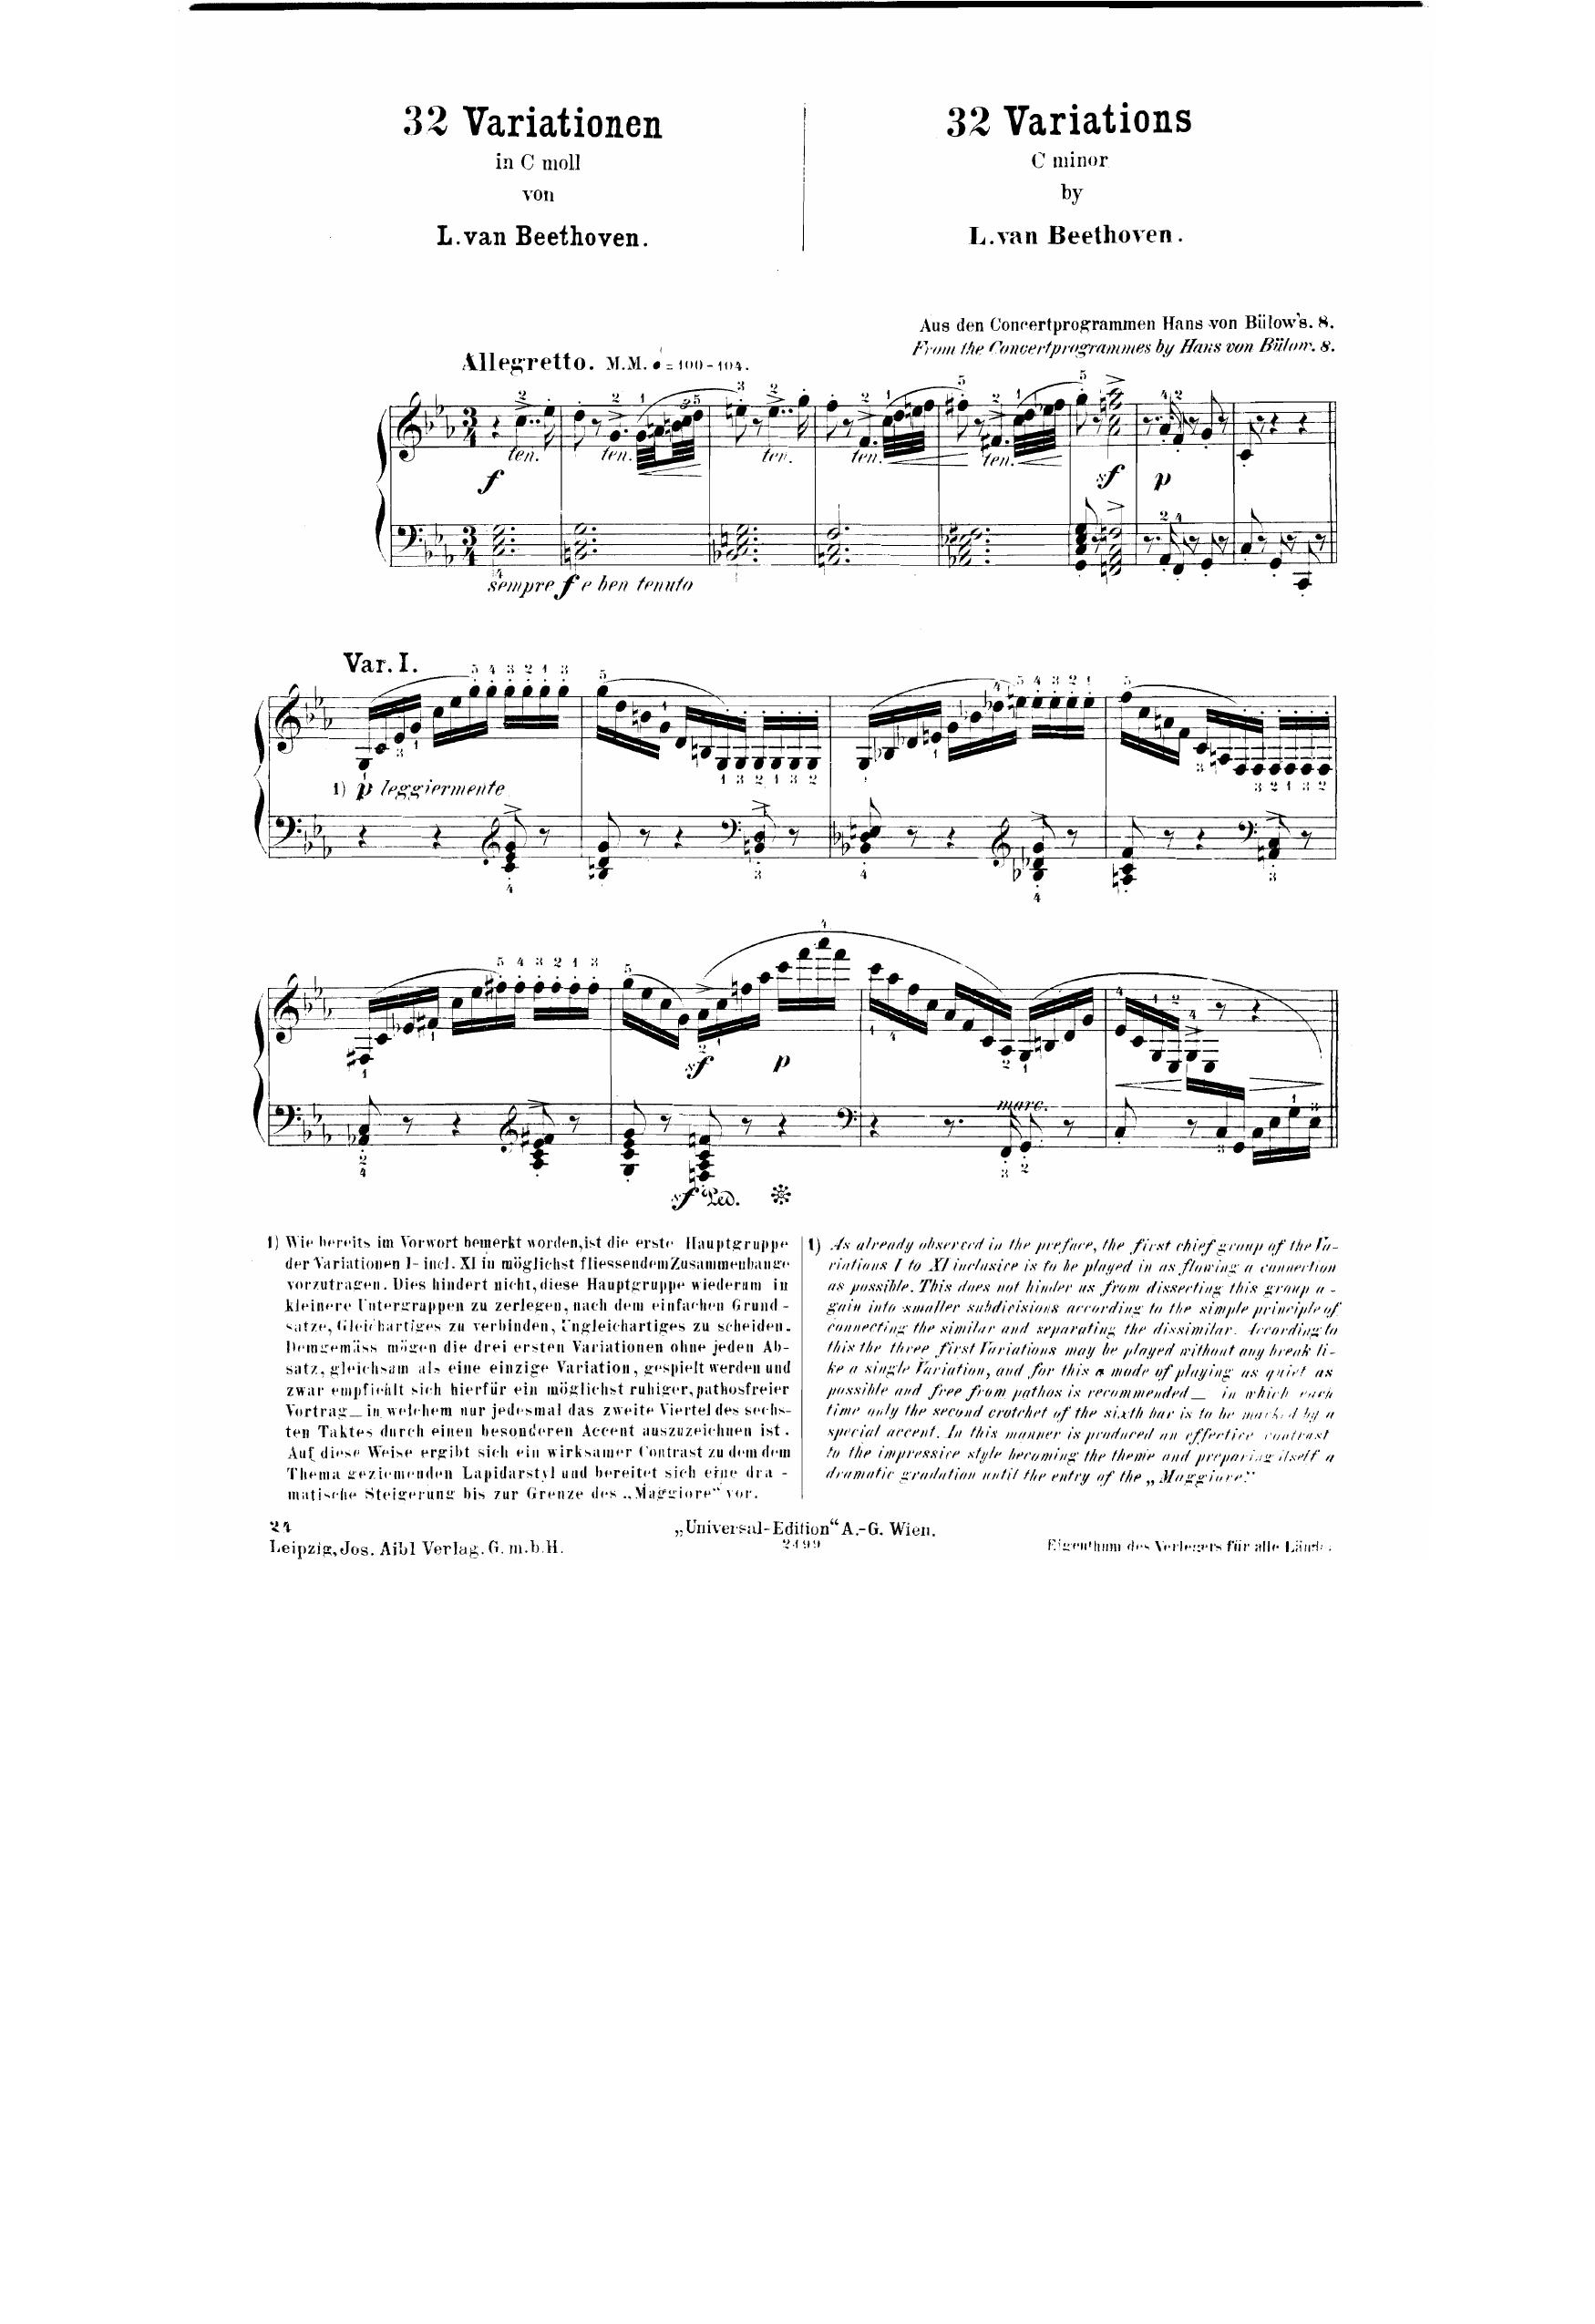 32 Variationen
in C moll
von
L. van Beethoven.
32 Variations
C minor
by
L. van Beethoven.
Aus den Concertprogrammen Hans von Bülow's. 8.
From the Concertprogrammes by Hans von Bülow. 8.
Allegretto. M.M. = 100 - 104.
ten. ten. ten. ten. ten.
f sf p
sempre f e ben tenuto
Var. I.
1) p leggiermente
sf p
marc.
sf Ped.
1) Wie bereits im Vorwort bemerkt worden, ist die erste Hauptgruppe
der Variationen I- incl. XI in möglichst fliessendem Zusammenhange
vorzutragen. Dies hindert nicht, diese Hauptgruppe wiederum in
kleinere Untergruppen zu zerlegen, nach dem einfachen Grund-
satze, Gleichartiges zu verbinden, Ungleichartiges zu scheiden.
Demgemäss mögen die drei ersten Variationen ohne jeden Ab-
satz, gleichsam als eine einzige Variation, gespielt werden und
zwar empfiehlt sich hierfür ein möglichst ruhiger, pathosfreier
Vortrag — in welchem nur jedesmal das zweite Viertel des sechs-
ten Taktes durch einen besonderen Accent auszuzeichnen ist.
Auf diese Weise ergibt sich ein wirksamer Contrast zu dem dem
Thema geziemenden Lapidarstyl und bereitet sich eine dra-
matische Steigerung bis zur Grenze des „Maggiore“ vor.
1) As already observed in the preface, the first chief group of the Va-
riations I to XI inclusive is to be played in as flowing a connection
as possible. This does not hinder us from dissecting this group a-
gain into smaller subdivisions according to the simple principle of
connecting the similar and separating the dissimilar. According to
this the three first Variations may be played without any break li-
ke a single Variation, and for this a mode of playing as quiet as
possible and free from pathos is recommended — in which each
time only the second crotchet of the sixth bar is to be marked by a
special accent. In this manner is produced an effective contrast
to the impressive style becoming the theme and preparing itself a
dramatic gradation until the entry of the „Maggiore.“
24
Leipzig, Jos. Aibl Verlag. G. m. b. H.
„Universal-Edition“ A.-G. Wien.
2499
Eigenthum des Verlegers für alle